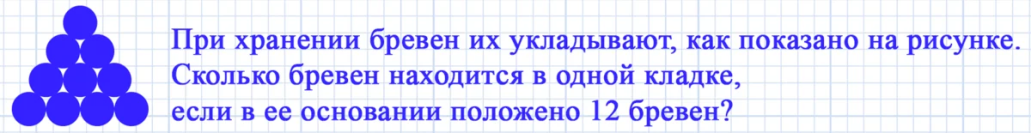 При хранении бревен их укладывают, как показано на рисунке.
Сколько бревен находится в одной кладке,
если в ее основании положено 12 бревен?